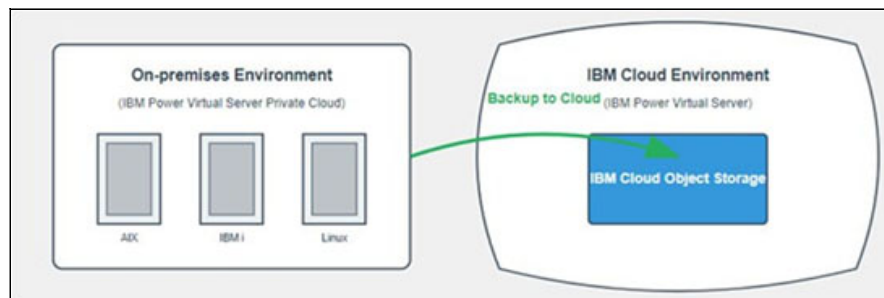 On-premises Environment
(IBM Power Virtual Server Private Cloud)
AIX
IBM i
Linux
Backup to Cloud
IBM Cloud Environment
(IBM Power Virtual Server)
IBM Cloud Object Storage